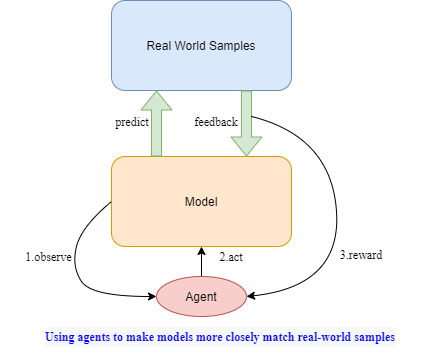 Real World Samples
predict
feedback
Model
1.observe
2.act
3.reward
Agent
Using agents to make models more closely match real-world samples